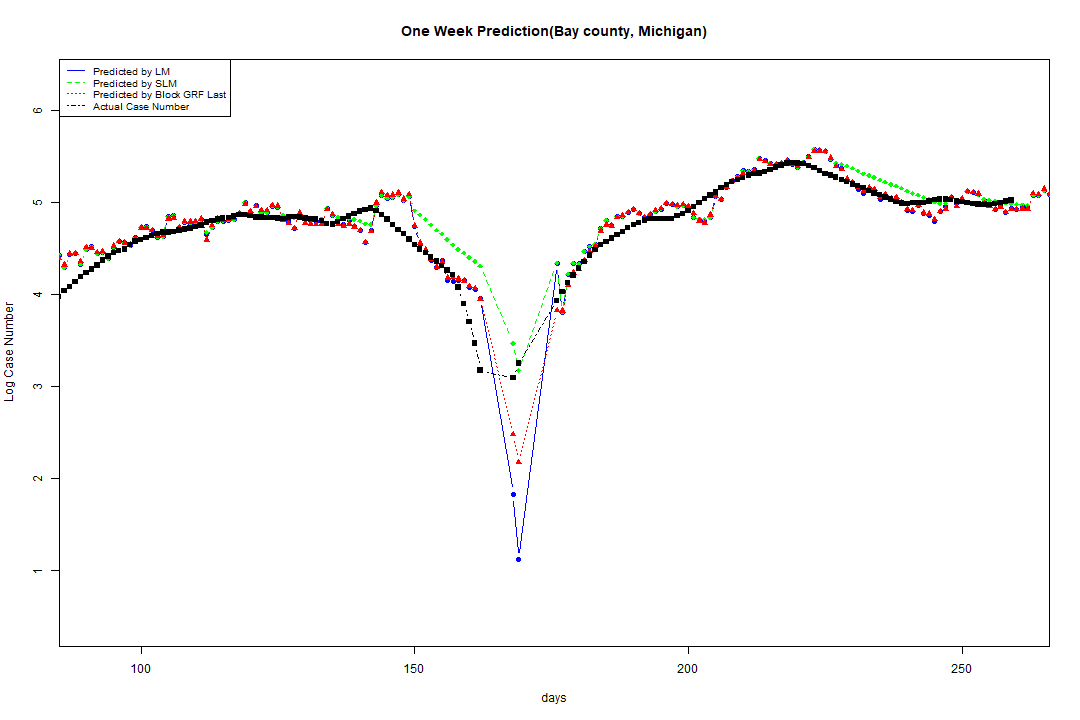 One Week Prediction(Bay county, Michigan)
Predicted by LM
Predicted by SLM
Predicted by Block GRF Last
Actual Case Number
6
5
4
3
2
1
Log Case Number
100
150
200
250
days